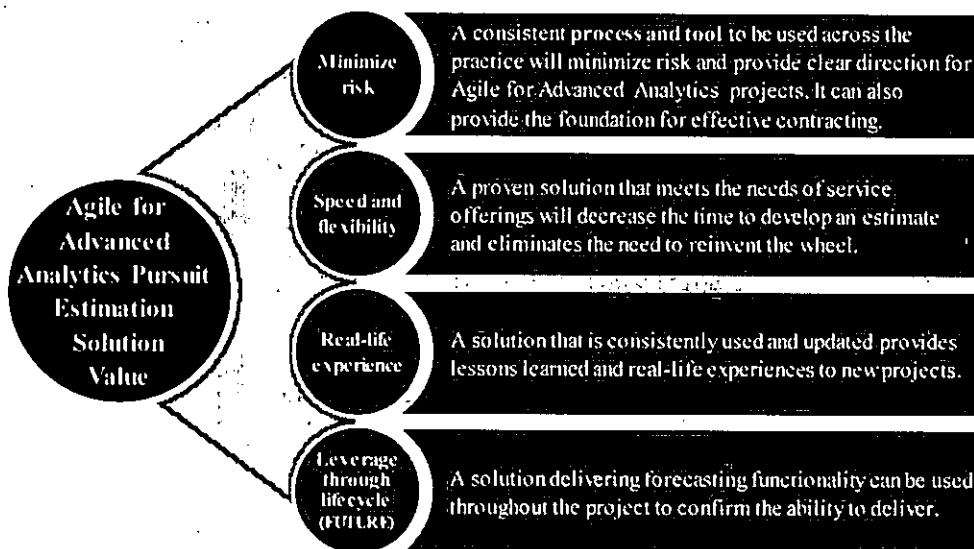 Agile for
Advanced
Analytics Pursuit
Estimation
Solution
Value
Minimize
risk
A consistent process and tool to be used across the
practice will minimize risk and provide clear direction for
Agile for Advanced Analytics projects. It can also
provide the foundation for effective contracting.
Speed and
flexibility
A proven solution that meets the needs of service
offerings will decrease the time to develop an estimate
and eliminates the need to reinvent the wheel.
Real-life
experience
A solution that is consistently used and updated provides
lessons learned and real-life experiences to new projects.
Leverage
through
lifecycle
(FUTURE)
A solution delivering forecasting functionality can be used
throughout the project to confirm the ability to deliver.